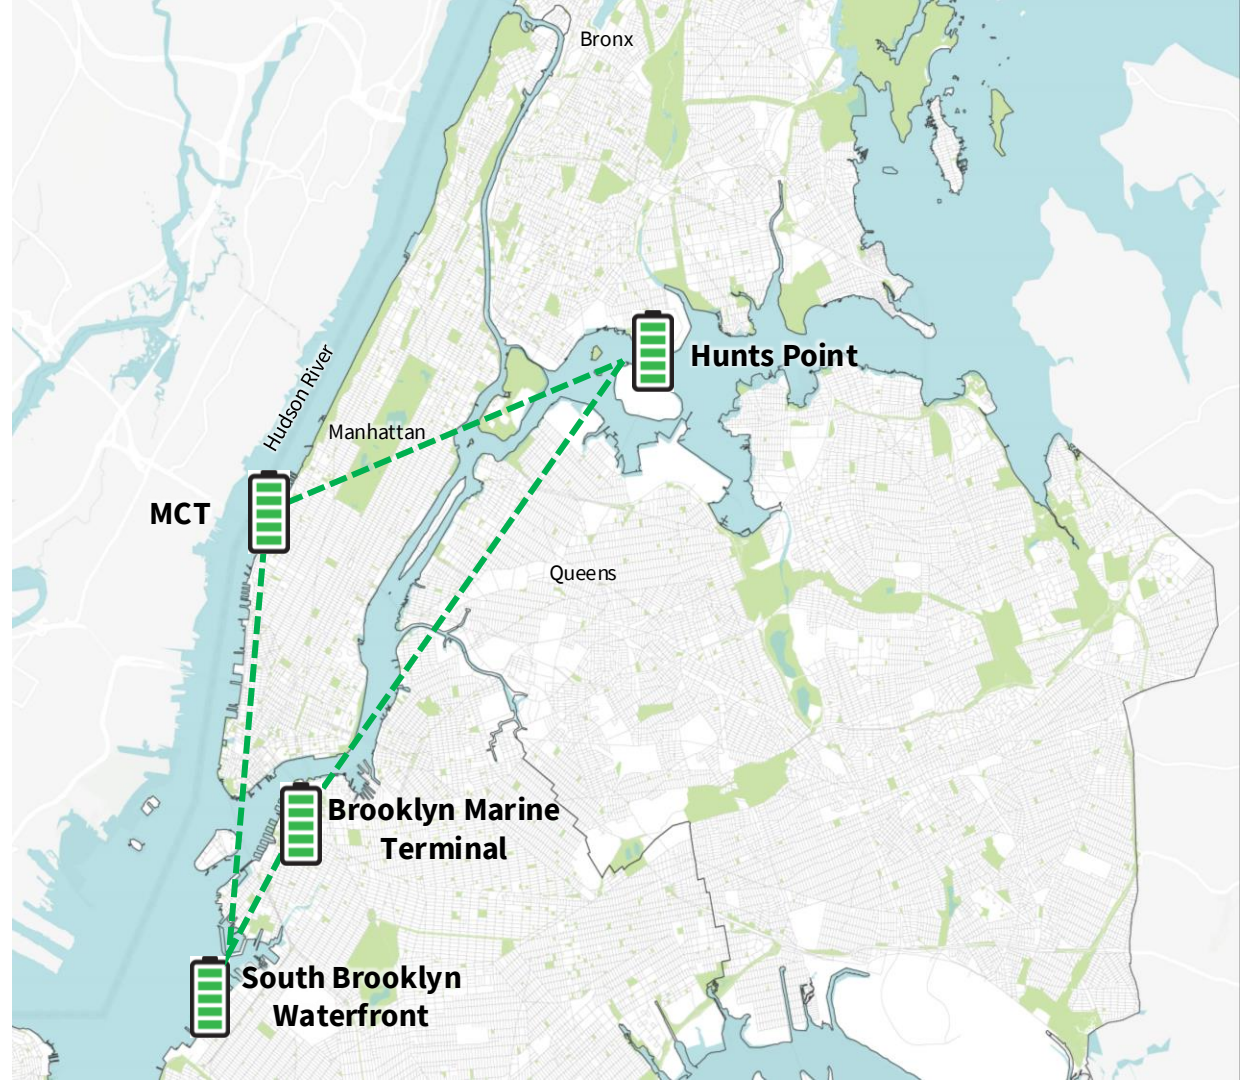 Bronx
Hunts Point
Hudson River
Manhattan
MCT
Queens
Brooklyn Marine
Terminal
South Brooklyn
Waterfront